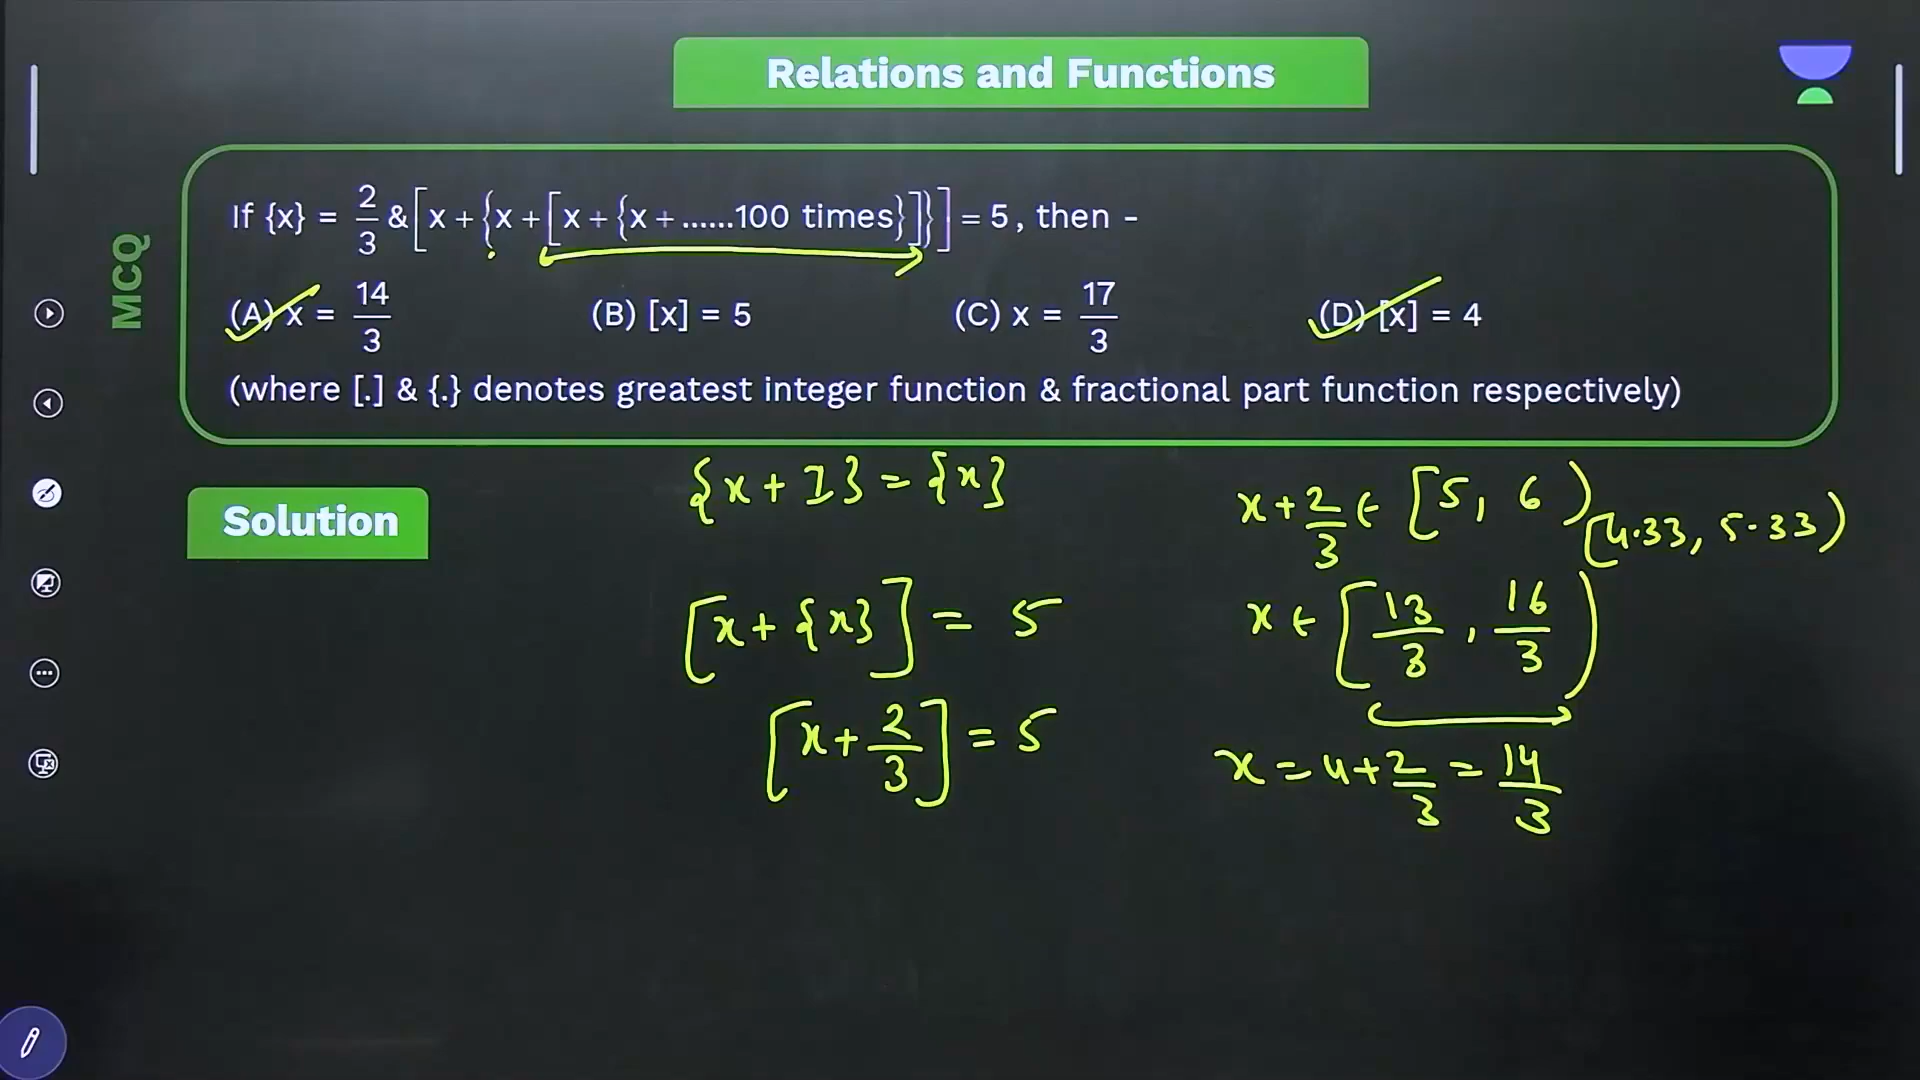 Relations and Functions
MCQ
If {x} = 2/3 & [x + {x + [x + {x + ......100 times}]}] = 5, then -
(A) x = 14/3 (B) [x] = 5 (C) x = 17/3 (D) [x] = 4
(where [.] & {.} denotes greatest integer function & fractional part function respectively)
Solution
{x + I} = {x}
[x + {x}] = 5
[x + 2/3] = 5
x + 2/3 ∈ [5, 6)
[4.33, 5.33)
x ∈ [13/3, 16/3)
x = 4 + 2/3 = 14/3